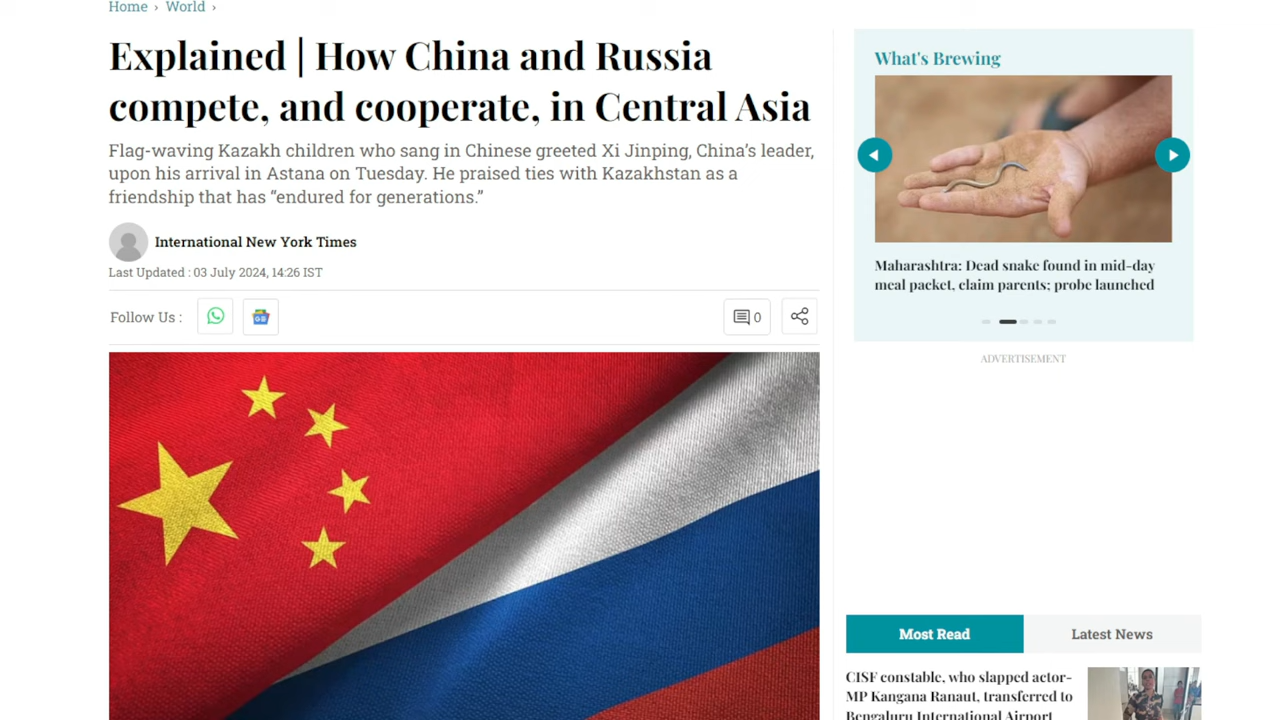 Home › World ›
Explained | How China and Russia
compete, and cooperate, in Central Asia
Flag-waving Kazakh children who sang in Chinese greeted Xi Jinping, China’s leader,
upon his arrival in Astana on Tuesday. He praised ties with Kazakhstan as a
friendship that has “endured for generations.”
International New York Times
Last Updated : 03 July 2024, 14:26 IST
Follow Us :
0
What's Brewing
Maharashtra: Dead snake found in mid-day
meal packet, claim parents; probe launched
ADVERTISEMENT
Most Read
Latest News
CISF constable, who slapped actor-
MP Kangana Ranaut, transferred to
Bengaluru International Airport